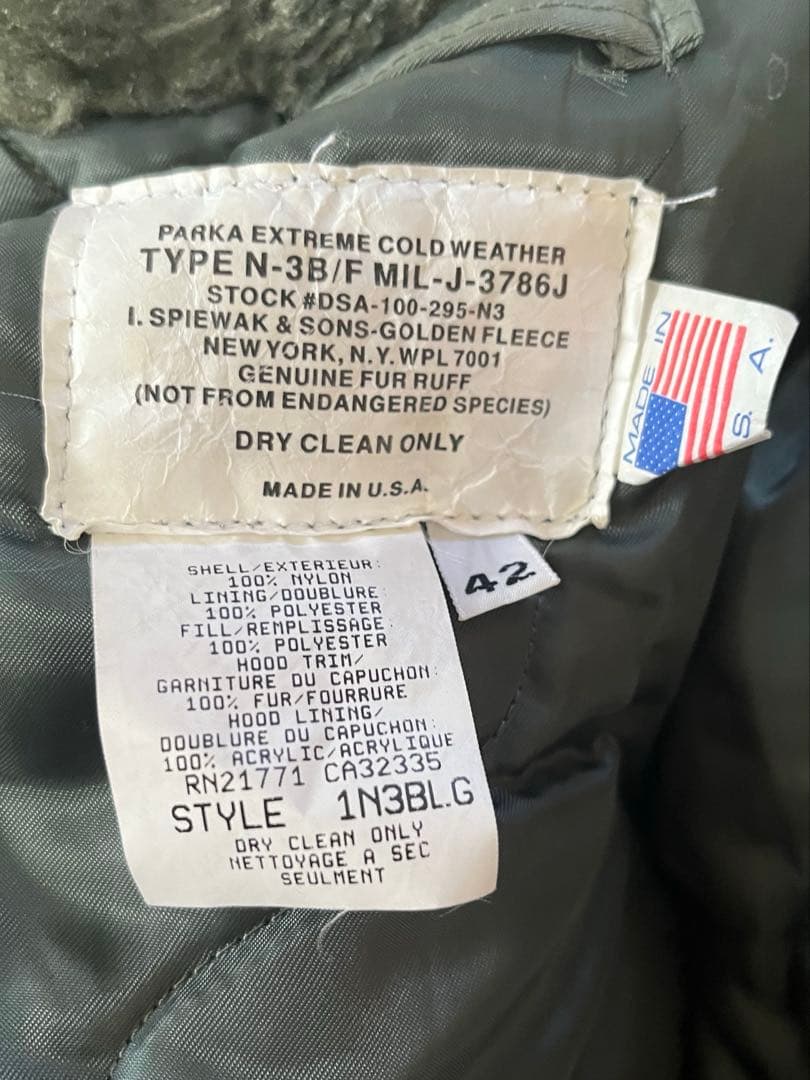 PARKA EXTREME COLD WEATHER
TYPE N-3B/F MIL-J-3786J
STOCK #DSA-100-295-N3
I. SPIEWAK & SONS-GOLDEN FLEECE
NEW YORK, N.Y. WPL 7001
GENUINE FUR RUFF
(NOT FROM ENDANGERED SPECIES)
DRY CLEAN ONLY
MADE IN U.S.A.
MADE IN
U.S.A.
42
SHELL/EXTERIEUR:
100% NYLON
LINING/DOUBLURE:
100% POLYESTER
FILL/REMPLISSAGE:
100% POLYESTER
HOOD TRIM/
GARNITURE DU CAPUCHON:
100% FUR/FOURRURE
HOOD LINING/
DOUBLURE DU CAPUCHON:
100% ACRYLIC/ACRYLIQUE
RN21771 CA32335
STYLE 1N3BL.G
DRY CLEAN ONLY
NETTOYAGE A SEC
SEULMENT